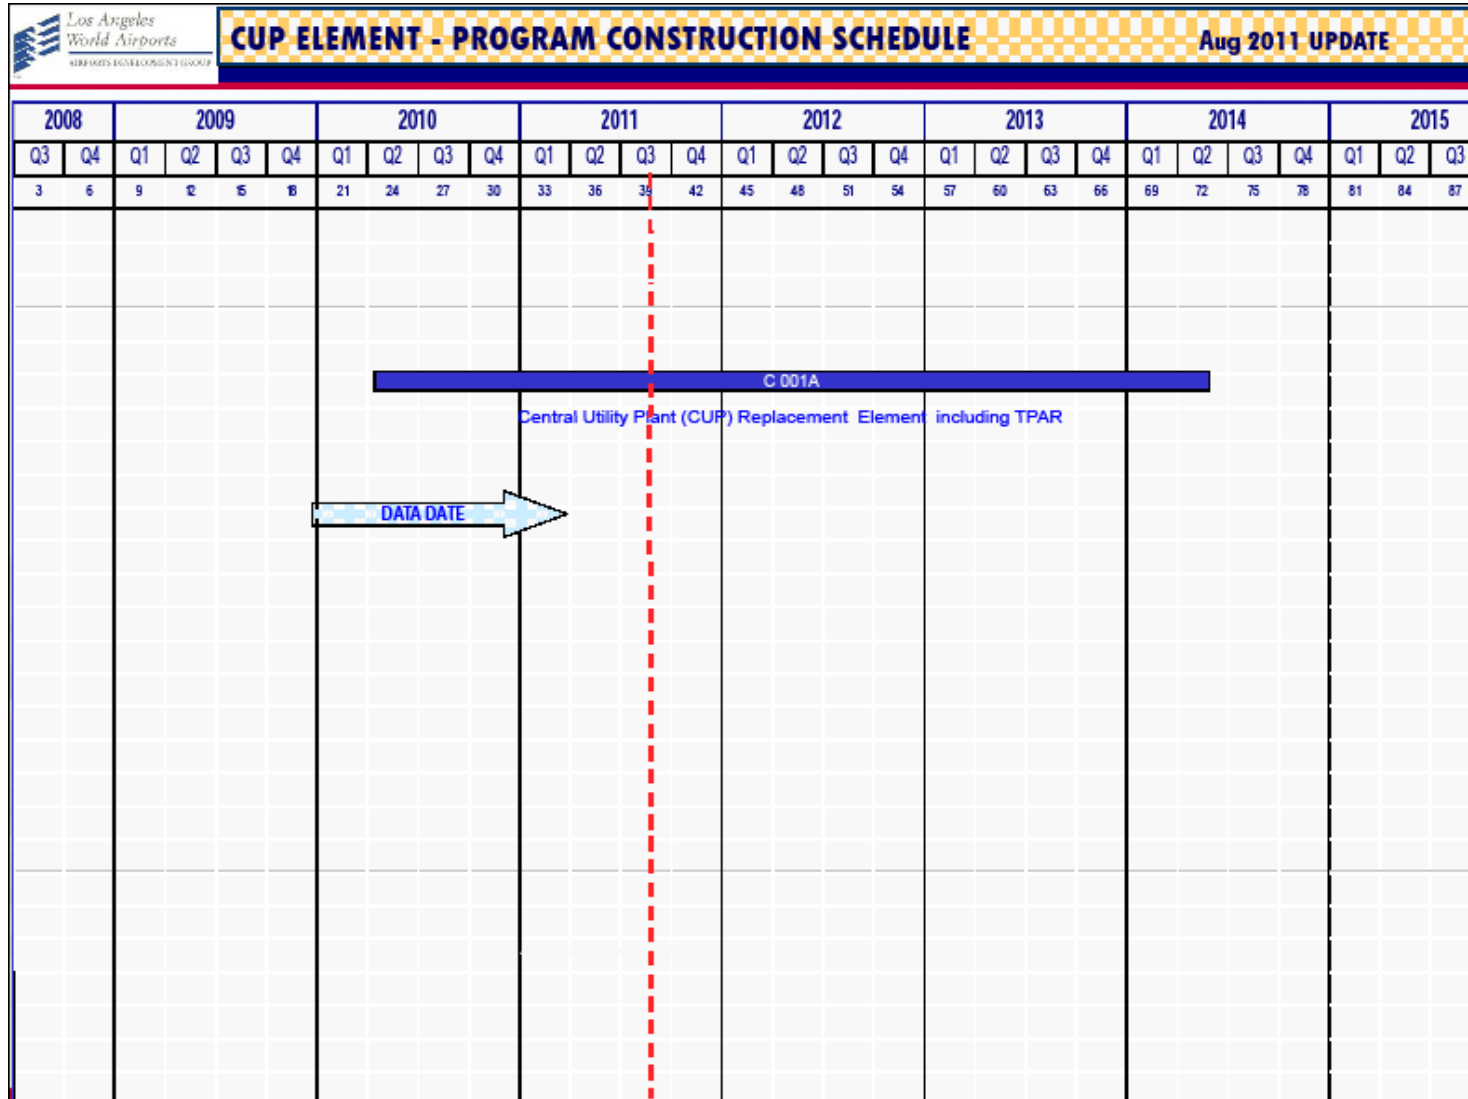 Los Angeles
World Airports
AIRPORTS DEVELOPMENT GROUP
CUP ELEMENT - PROGRAM CONSTRUCTION SCHEDULE
Aug 2011 UPDATE
2008 2009 2010 2011 2012 2013 2014 2015
Q3 Q4 Q1 Q2 Q3 Q4 Q1 Q2 Q3 Q4 Q1 Q2 Q3 Q4 Q1 Q2 Q3 Q4 Q1 Q2 Q3 Q4 Q1 Q2 Q3 Q4 Q1 Q2 Q3
3 6 9 12 15 18 21 24 27 30 33 36 39 42 45 48 51 54 57 60 63 66 69 72 75 78 81 84 87
C 001A
Central Utility Plant (CUP) Replacement Element including TPAR
DATA DATE